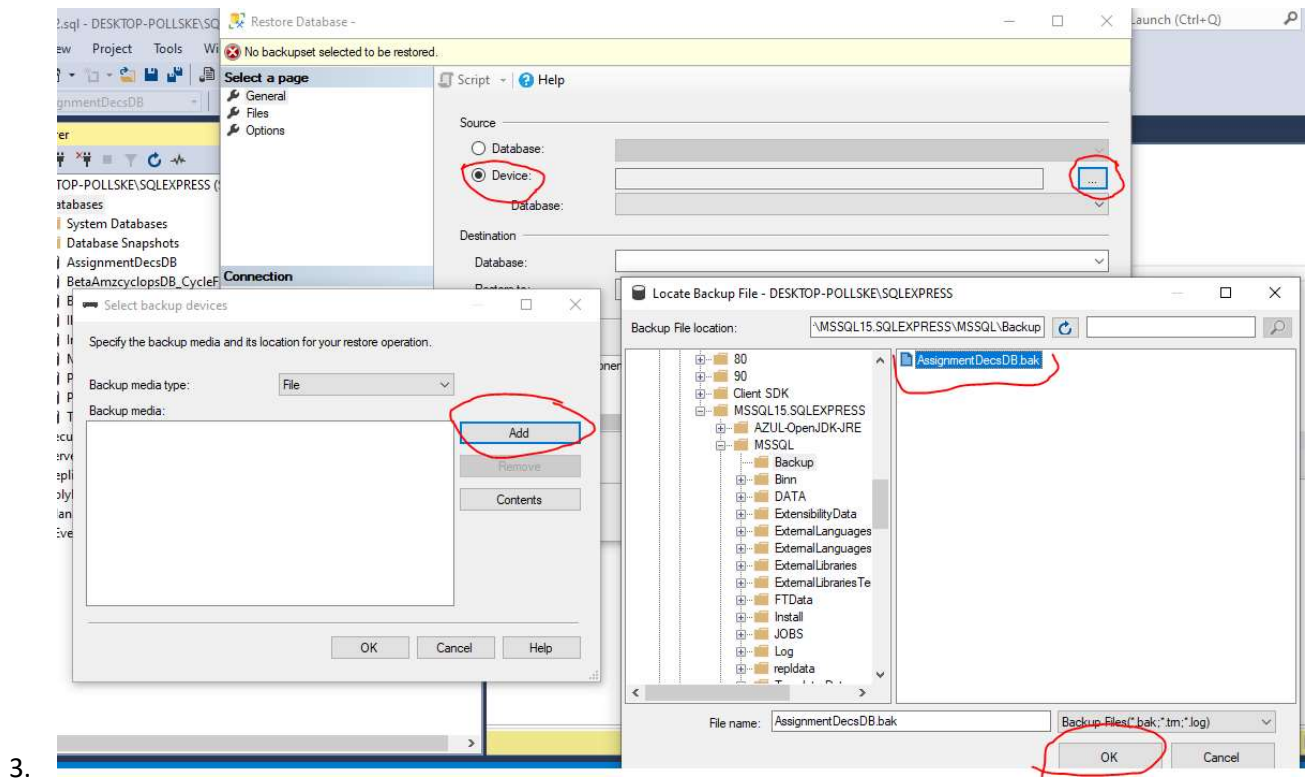 2.sql - DESKTOP-POLLSKE\SQ
Restore Database -
Launch (Ctrl+Q)
ew Project Tools Wi
No backupset selected to be restored.
Select a page
General
Files
Options
Script
Help
gnmentDecsDB
Source
Database:
Device:
...
Database:
er
TOP-POLLSKE\SQLEXPRESS (
atabases
System Databases
Database Snapshots
AssignmentDecsDB
BetaAmzcyclopsDB_CycleF
Connection
Destination
Database:
Select backup devices
Specify the backup media and its location for your restore operation.
Backup media type:
File
Backup media:
Add
Remove
Contents
OK
Cancel
Help
Locate Backup File - DESKTOP-POLLSKE\SQLEXPRESS
Backup File location:
\MSSQL15.SQLEXPRESS\MSSQL\Backup
80
90
Client SDK
MSSQL15.SQLEXPRESS
AZUL-OpenJDK-JRE
MSSQL
Backup
Binn
DATA
ExtensibilityData
ExternalLanguages
ExternalLanguages
ExternalLibraries
ExternalLibrariesTe
FTData
Install
JOBS
Log
repldata
AssignmentDecsDB.bak
File name:
AssignmentDecsDB.bak
Backup Files(*.bak;*.trn;*.log)
OK
Cancel
3.